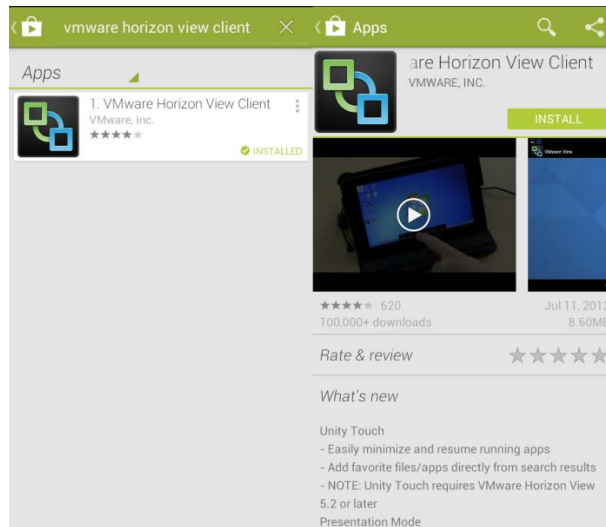 vmware horizon view client
Apps
1. VMware Horizon View Client
VMware, Inc.
INSTALLED
Apps
are Horizon View Client
VMWARE, INC.
INSTALL
VMware View
620
Jul 11, 2013
100,000+ downloads
8.60MB
Rate & review
What's new
Unity Touch
- Easily minimize and resume running apps
- Add favorite files/apps directly from search results
- NOTE: Unity Touch requires VMware Horizon View
5.2 or later
Presentation Mode